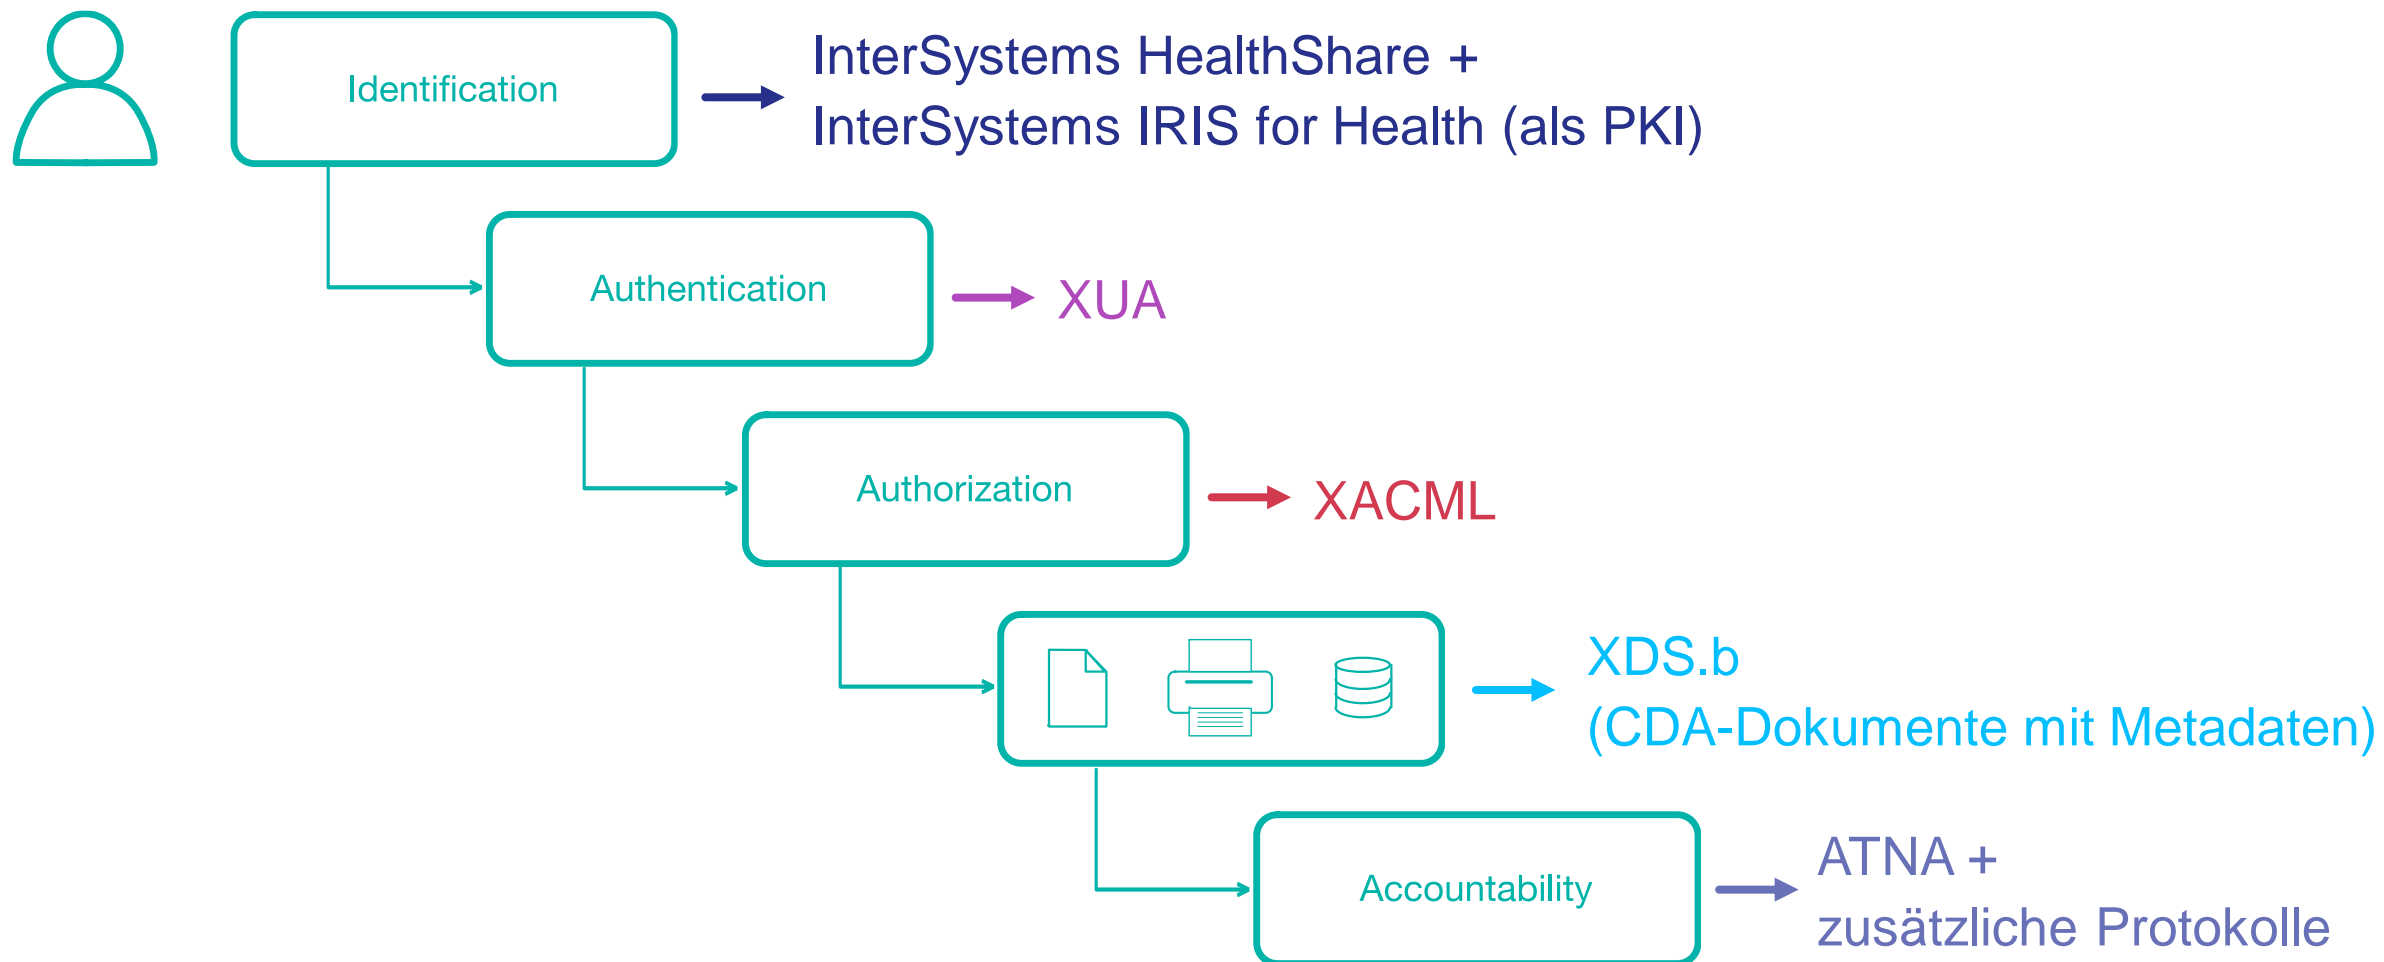 Identification
InterSystems HealthShare +
InterSystems IRIS for Health (als PKI)
Authentication
XUA
Authorization
XACML
XDS.b
(CDA-Dokumente mit Metadaten)
Accountability
ATNA +
zusätzliche Protokolle